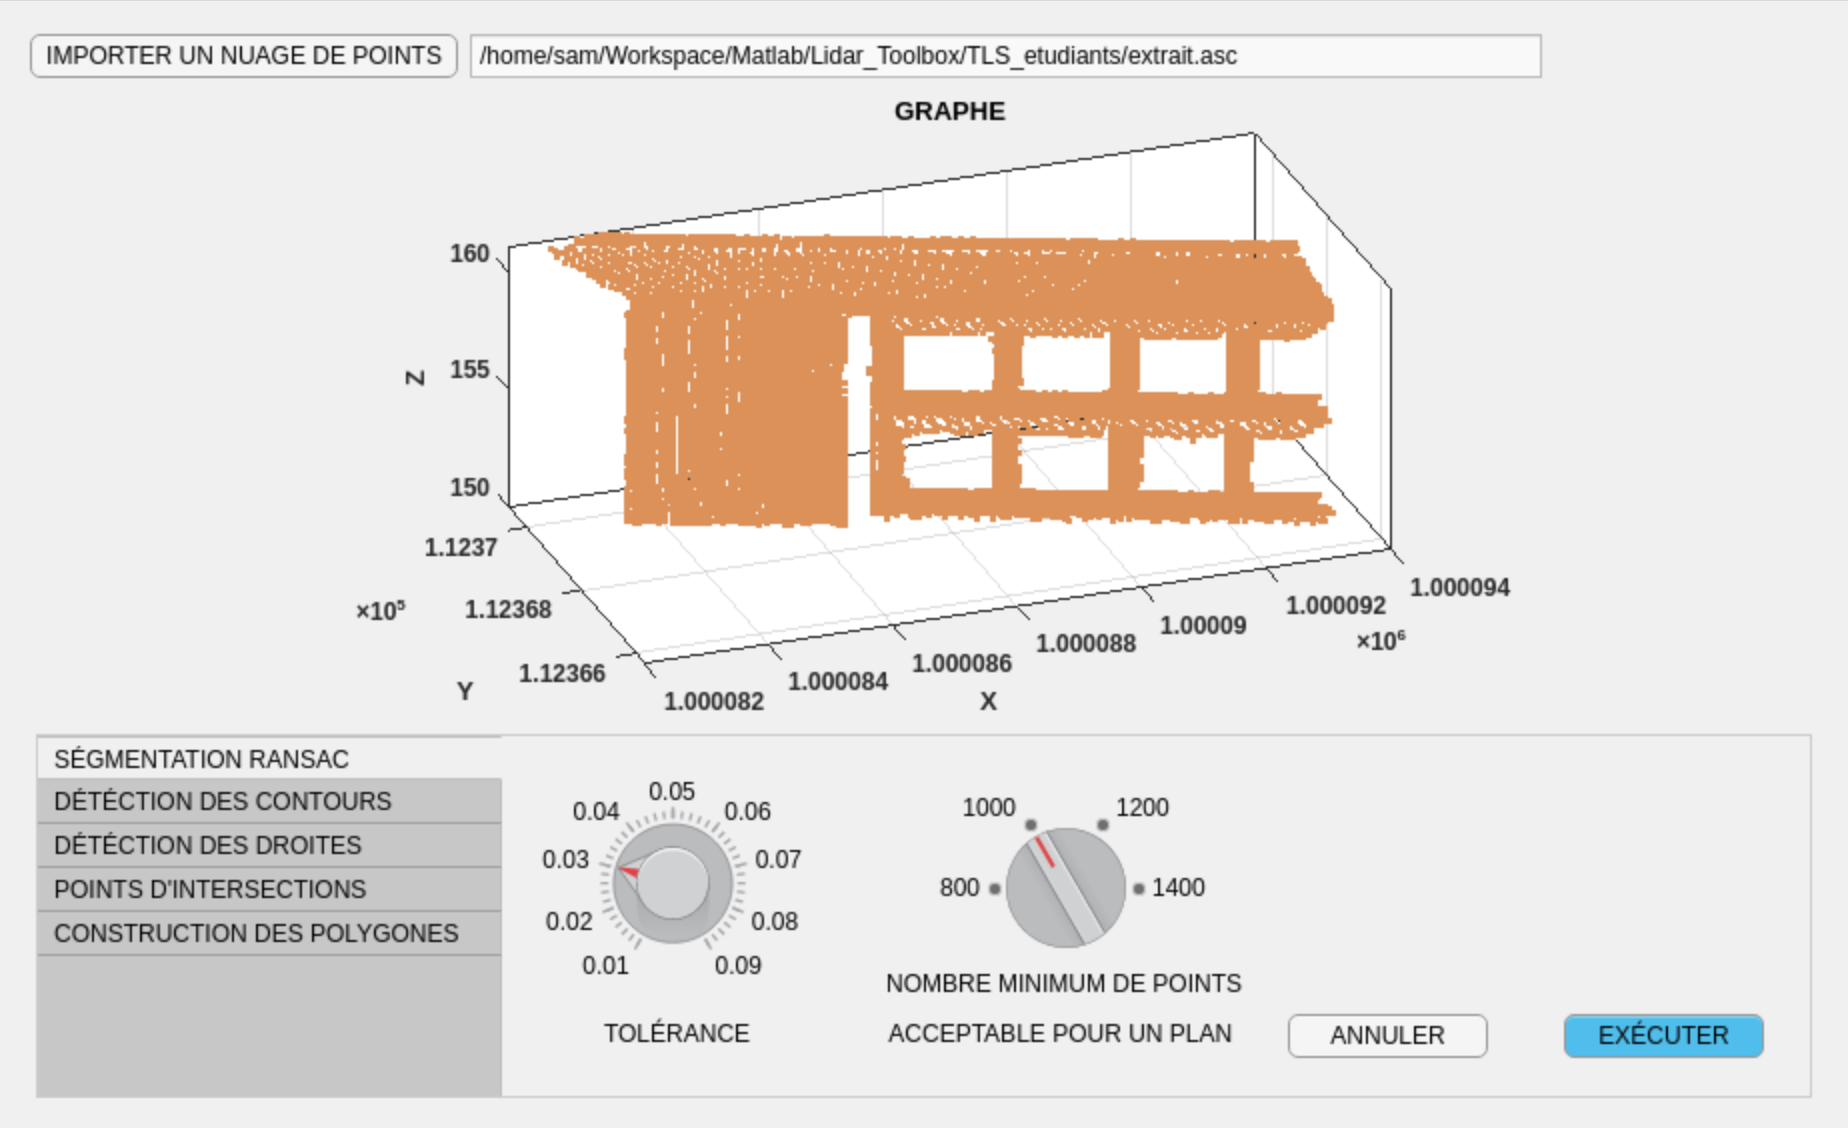 IMPORTER UN NUAGE DE POINTS
/home/sam/Workspace/Matlab/Lidar_Toolbox/TLS_etudiants/extrait.asc
GRAPHE
160
155
150
Z
1.1237
1.12368
1.12366
×10⁵
Y
1.000082
1.000084
1.000086
1.000088
1.00009
1.000092
1.000094
×10⁶
X
SÉGMENTATION RANSAC
DÉTÉCTION DES CONTOURS
DÉTÉCTION DES DROITES
POINTS D'INTERSECTIONS
CONSTRUCTION DES POLYGONES
0.01
0.02
0.03
0.04
0.05
0.06
0.07
0.08
0.09
TOLÉRANCE
800
1000
1200
1400
NOMBRE MINIMUM DE POINTS
ACCEPTABLE POUR UN PLAN
ANNULER
EXÉCUTER